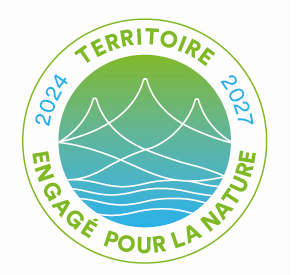 TERRITOIRE
2024
2027
ENGAGÉ POUR LA NATURE